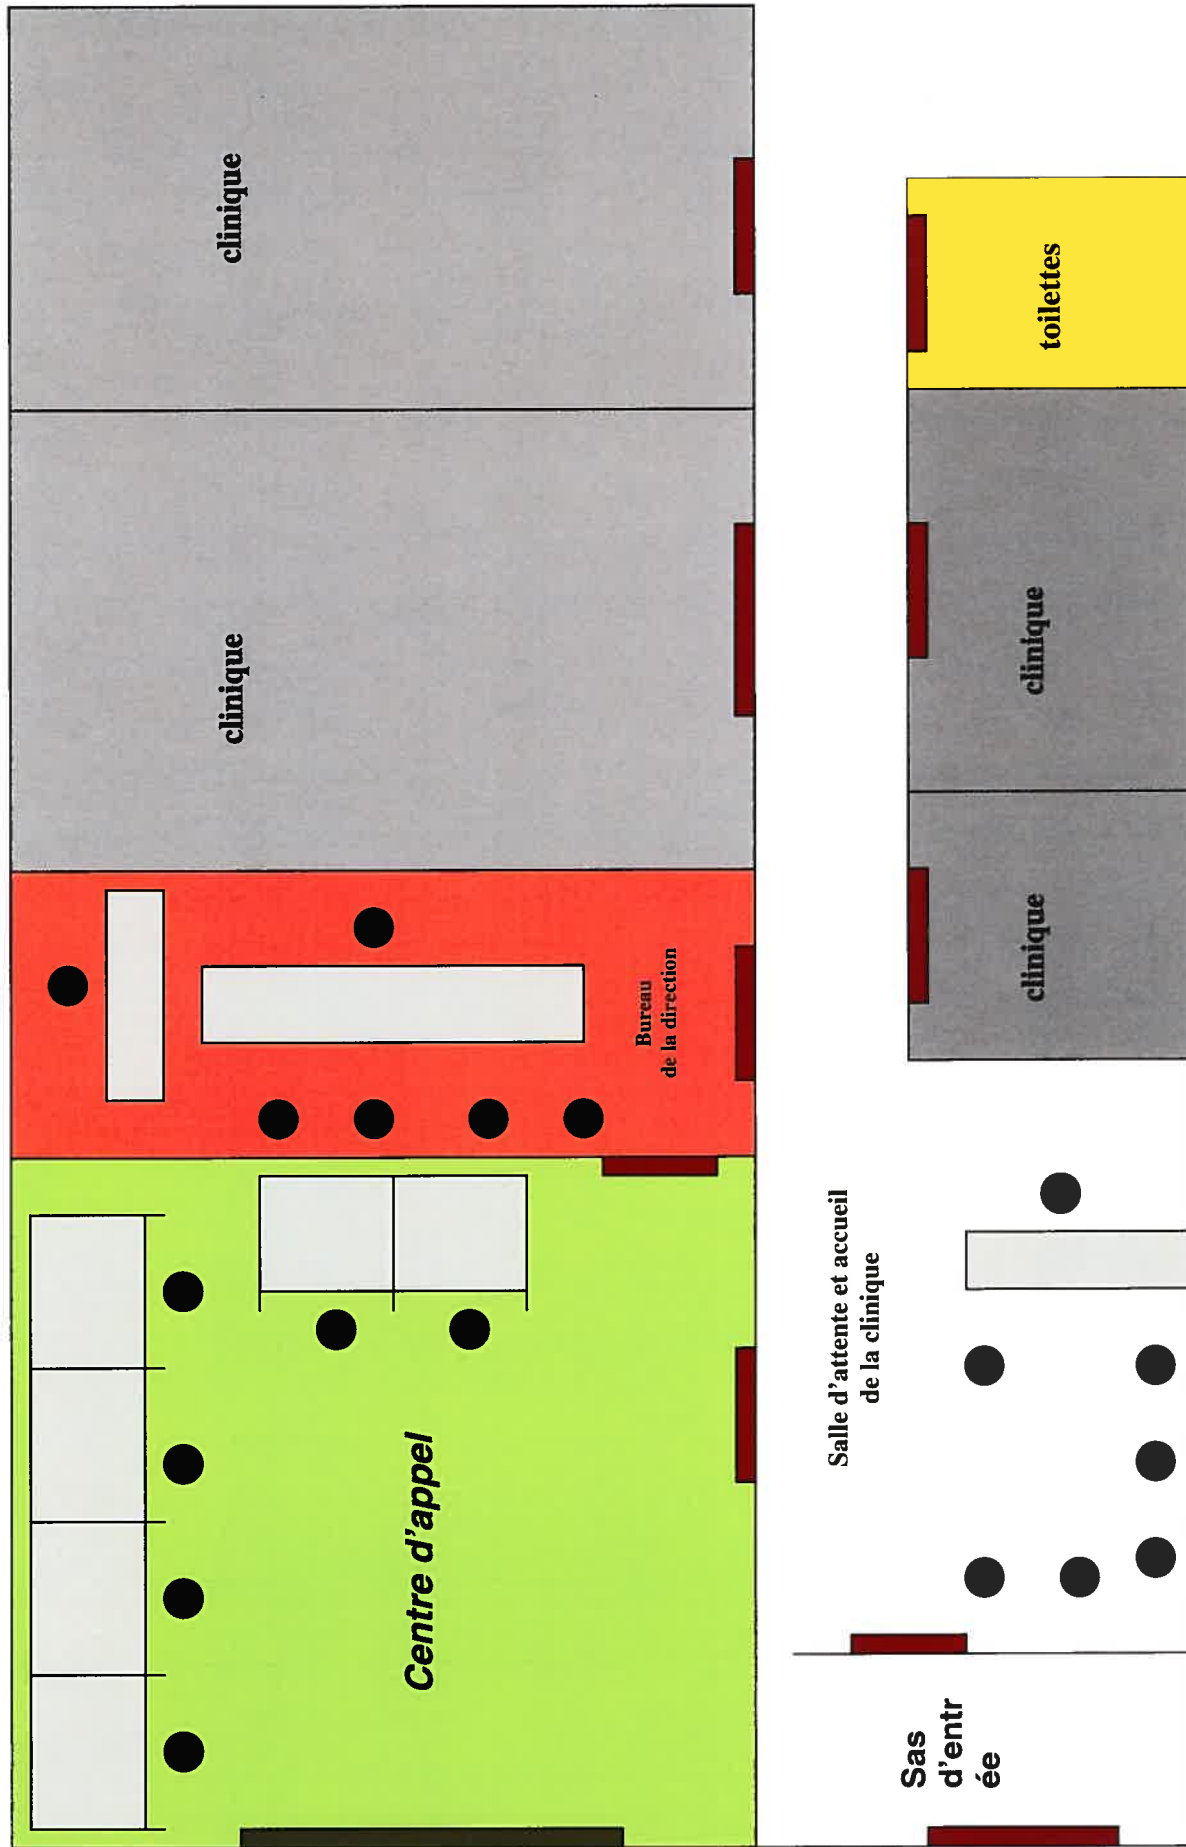 Centre d'appel
Bureau
de la direction
clinique
clinique
Sas
d'entr
ée
Salle d'attente et accueil
de la clinique
clinique
clinique
toilettes